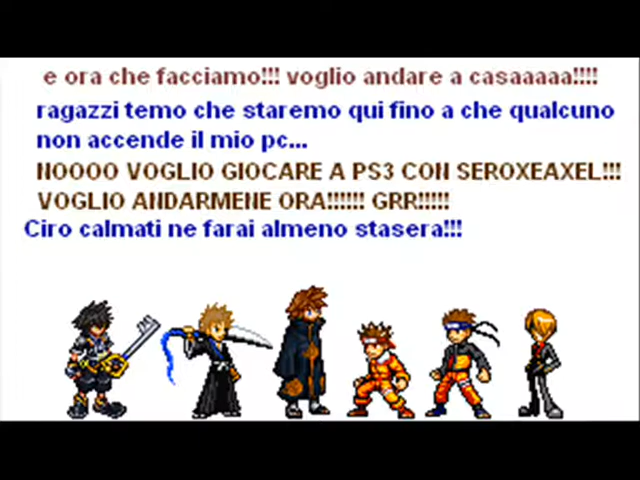 e ora che facciamo!!! voglio andare a casaaaaa!!!!
ragazzi temo che staremo qui fino a che qualcuno
non accende il mio pc...
NOOOO VOGLIO GIOCARE A PS3 CON SEROXEAXEL!!!
VOGLIO ANDARMENE ORA!!!!!! GRR!!!!!
Ciro calmati ne farai almeno stasera!!!